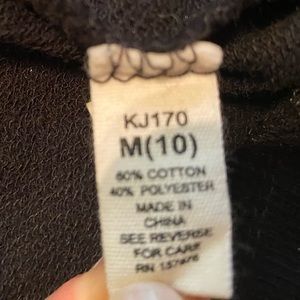 KJ170
M(10)
60% COTTON
40% POLYESTER
MADE IN
CHINA
SEE REVERSE
FOR CARE
RN